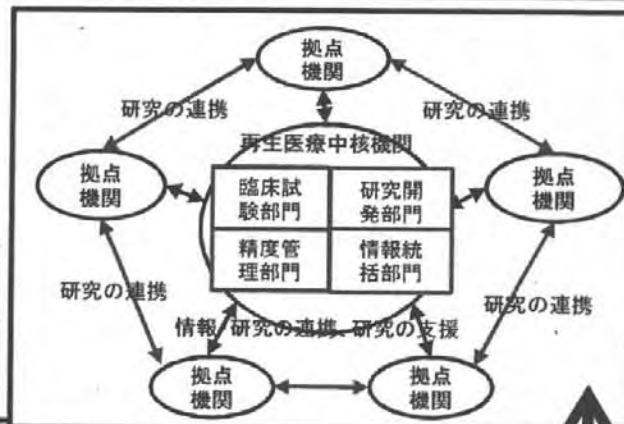 拠点
機関
研究の連携
研究の連携
再生医療中核機関
拠点
機関
臨床試
験部門
研究開
発部門
拠点
機関
精度管
理部門
情報統
括部門
研究の連携
研究の連携
情報、研究の連携、研究の支援
拠点
機関
拠点
機関